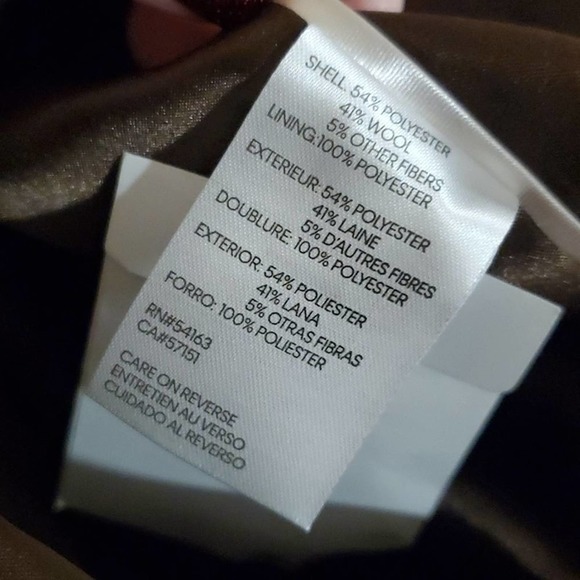 SHELL: 54% POLYESTER
41% WOOL
5% OTHER FIBERS
LINING:100% POLYESTER
EXTERIEUR: 54% POLYESTER
41% LAINE
5% D'AUTRES FIBRES
DOUBLURE: 100% POLYESTER
EXTERIOR: 54% POLIESTER
41% LANA
5% OTRAS FIBRAS
FORRO: 100% POLIESTER
RN#54163
CA#57151
CARE ON REVERSE
ENTRETIEN AU VERSO
CUIDADO AL REVERSO